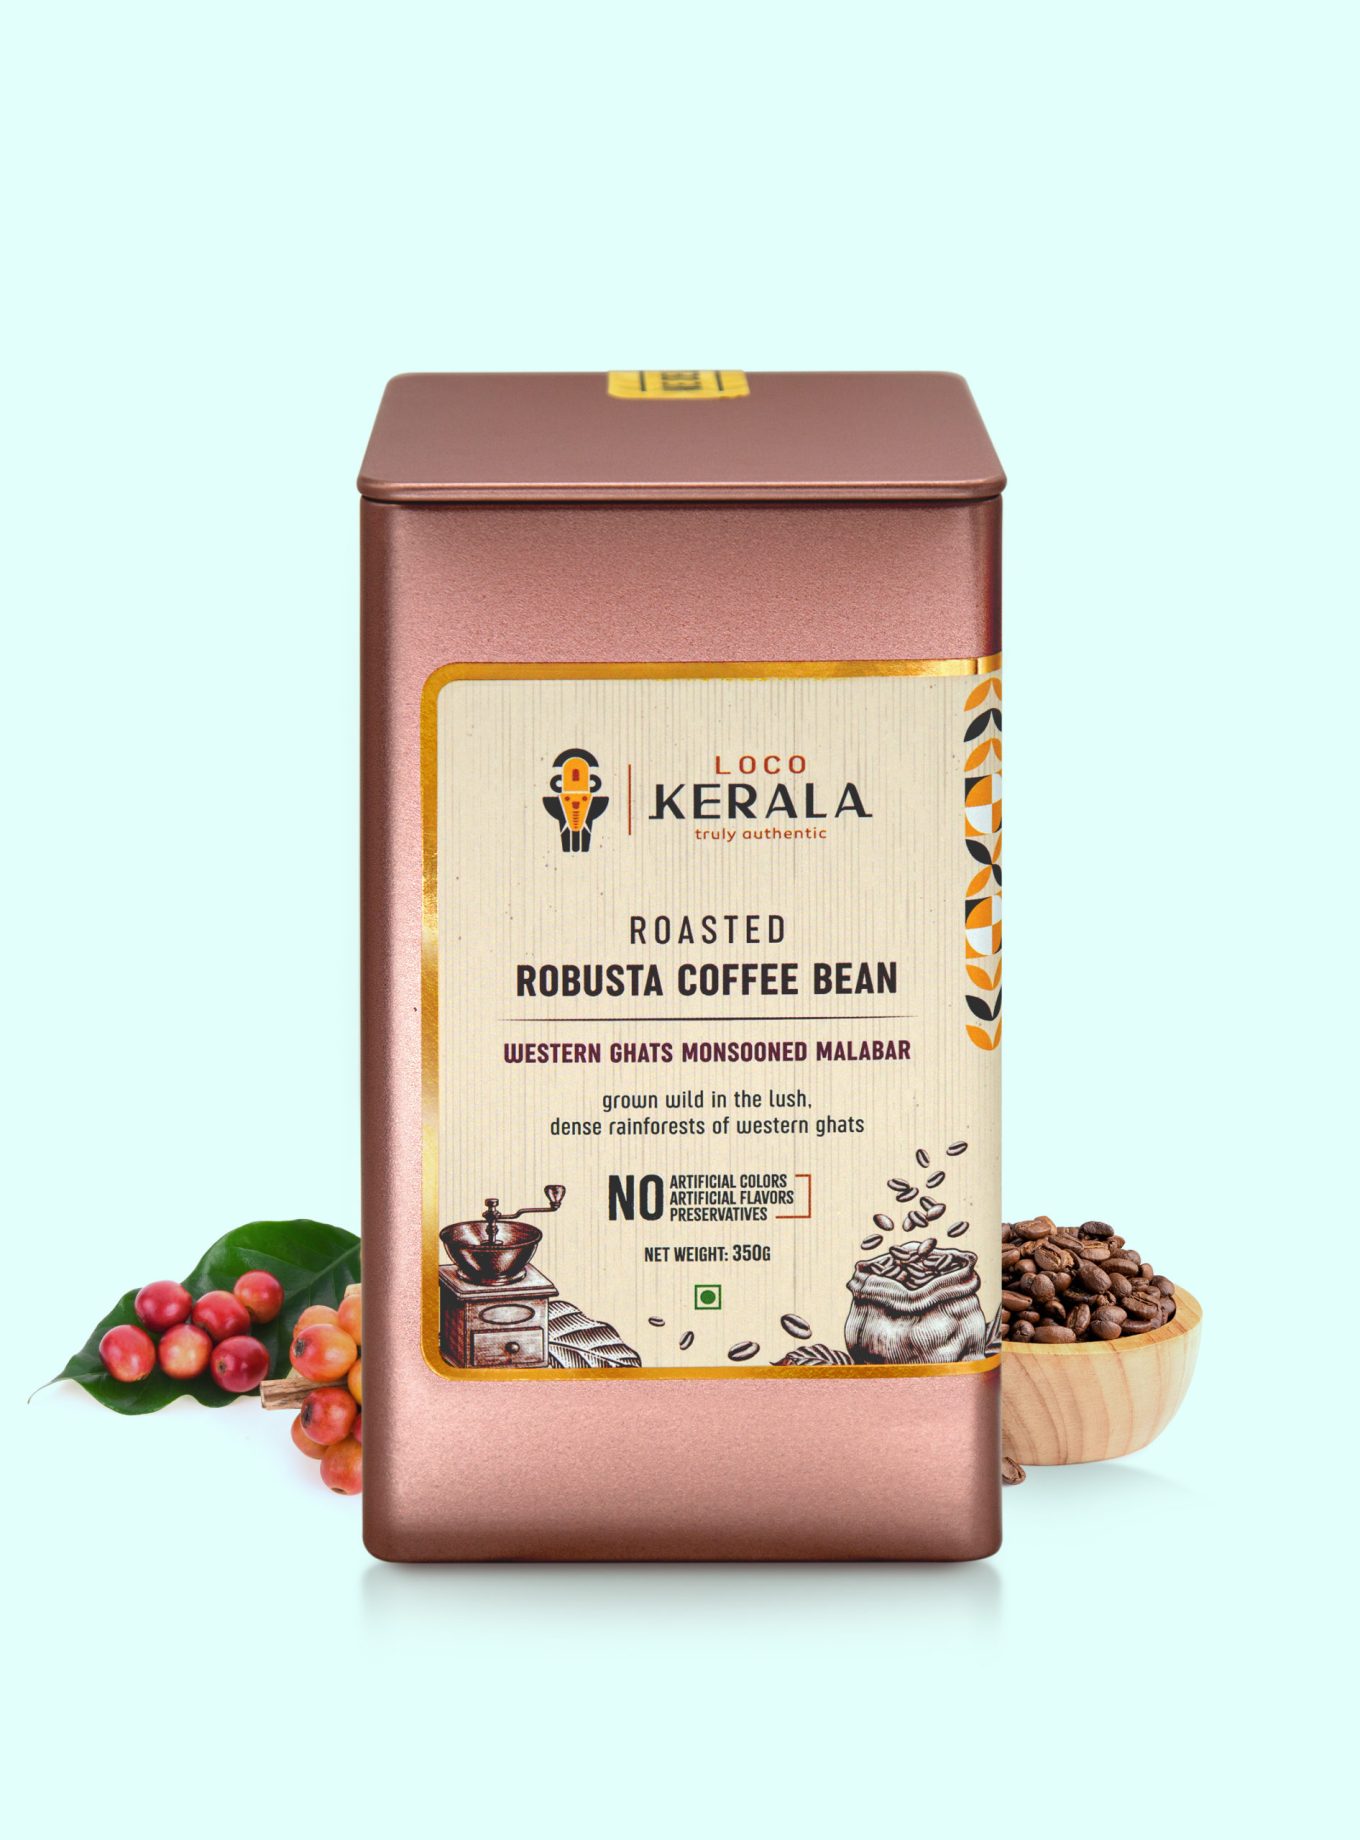 LOCO
KERALA
truly authentic
ROASTED
ROBUSTA COFFEE BEAN
WESTERN GHATS MONSOONED MALABAR
grown wild in the lush,
dense rainforests of western ghats
NO ARTIFICIAL COLORS
ARTIFICIAL FLAVORS
PRESERVATIVES
NET WEIGHT: 350G